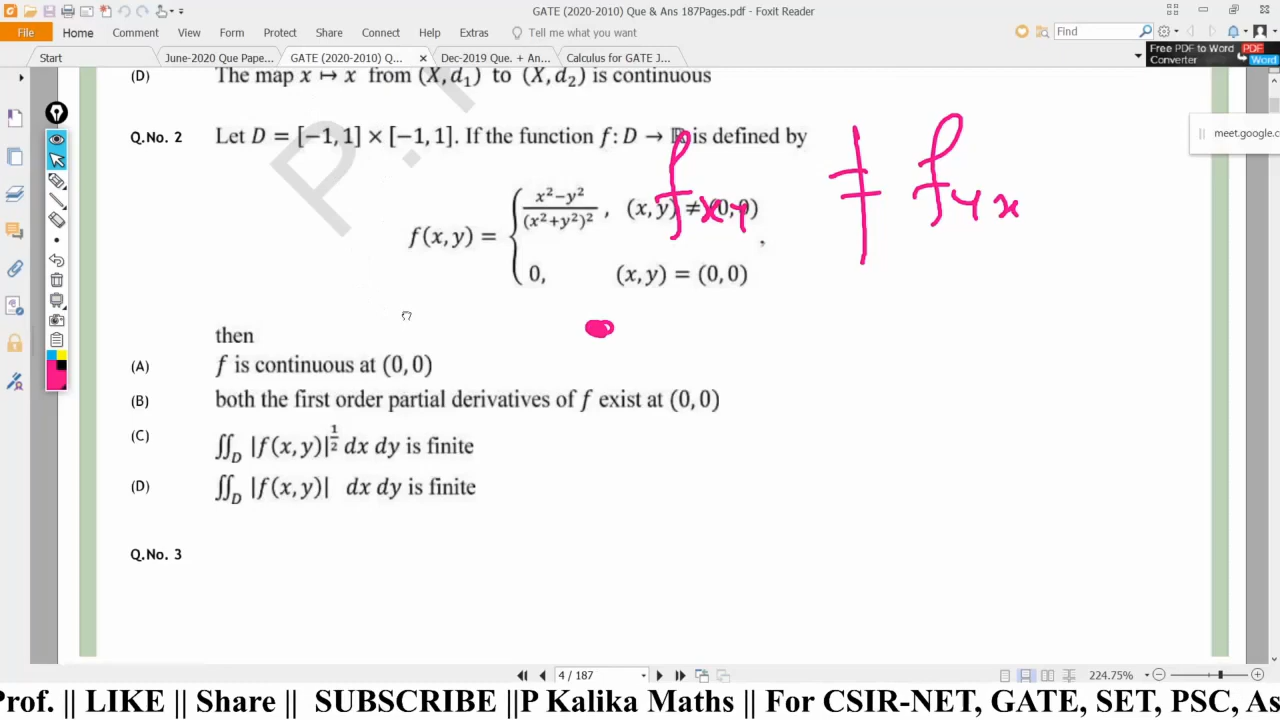 GATE (2020-2010) Que & Ans 187Pages.pdf - Foxit Reader
File Home Comment View Form Protect Share Connect Help Extras Tell me what you want Find
Free PDF to Word Converter PDF Word
Start June-2020 Que Pape... GATE (2020-2010) Q... Dec-2019 Que. + An... Calculus for GATE J...
(D) The map x ↦ x from (X, d₁) to (X, d₂) is continuous
meet.google.c
Q.No. 2 Let D = [−1, 1] × [−1, 1]. If the function f: D → ℝ is defined by
f_xy ≠ f_yx
f(x, y) = { (x² − y²)/(x² + y²)², (x, y) ≠ (0, 0)
0, (x, y) = (0, 0) ,
then
(A) f is continuous at (0, 0)
(B) both the first order partial derivatives of f exist at (0, 0)
(C) ∬_D |f(x, y)|^(1/2) dx dy is finite
(D) ∬_D |f(x, y)| dx dy is finite
Q.No. 3
4 / 187 224.75%
Prof. || LIKE || Share || SUBSCRIBE ||P Kalika Maths || For CSIR-NET, GATE, SET, PSC, As